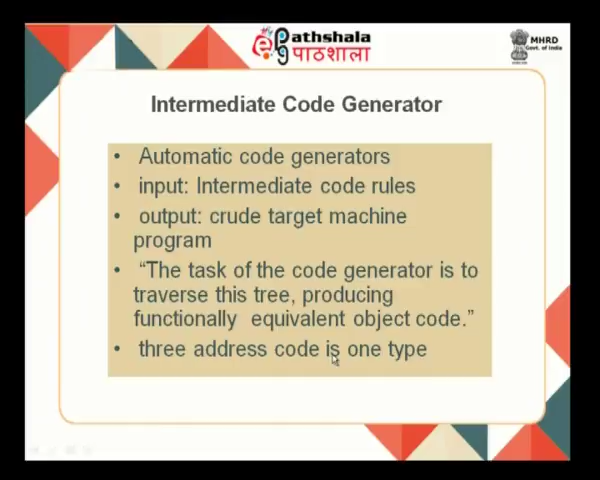 ePathshala
पाठशाला
MHRD
Govt. of India
Intermediate Code Generator
• Automatic code generators
• input: Intermediate code rules
• output: crude target machine
program
• “The task of the code generator is to
traverse this tree, producing
functionally equivalent object code.”
• three address code is one type